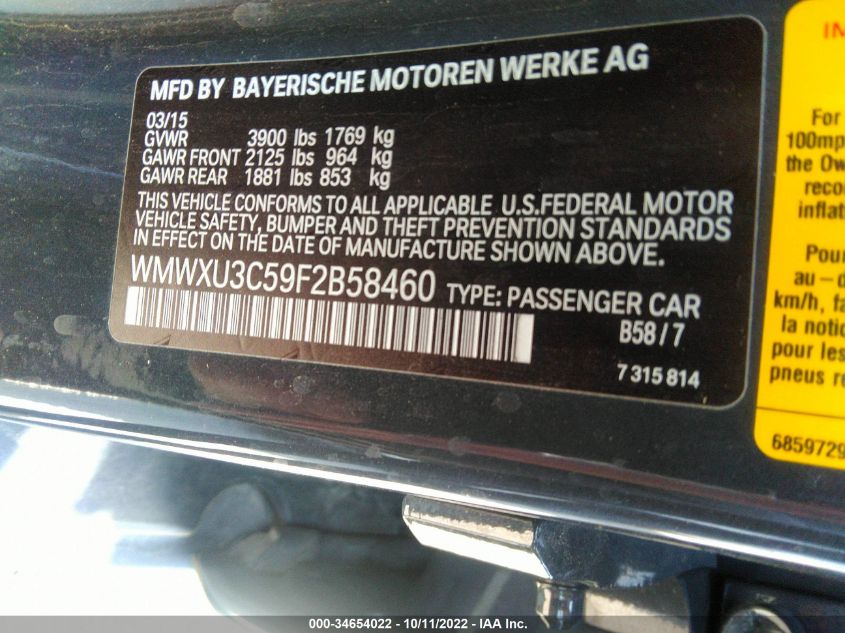 MFD BY BAYERISCHE MOTOREN WERKE AG
03/15
GVWR 3900 lbs 1769 kg
GAWR FRONT 2125 lbs 964 kg
GAWR REAR 1881 lbs 853 kg
THIS VEHICLE CONFORMS TO ALL APPLICABLE U.S.FEDERAL MOTOR
VEHICLE SAFETY, BUMPER AND THEFT PREVENTION STANDARDS
IN EFFECT ON THE DATE OF MANUFACTURE SHOWN ABOVE.
WMWXU3C59F2B58460 TYPE: PASSENGER CAR
B58/7
7 315 814
For
100mp
the Ow
reco
inflat
Pour
au-d
km/h, fa
la notic
pour les
pneus re
6859729
000-34654022 - 10/11/2022 - IAA Inc.